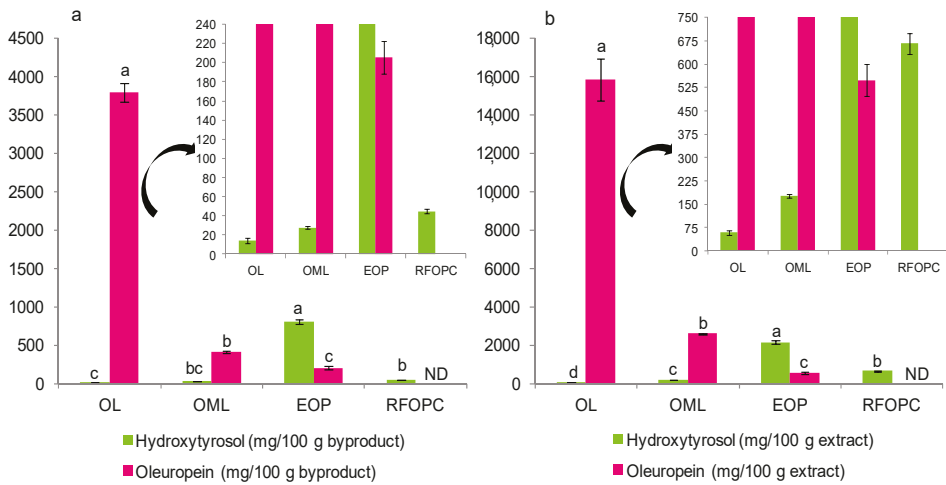 a
4500
4000
3500
3000
2500
2000
1500
1000
500
0
a
c
bc
b
a
c
b
ND
OL
OML
EOP
RFOPC
240
220
200
180
160
140
120
100
80
60
40
20
0
OL
OML
EOP
RFOPC
Hydroxytyrosol (mg/100 g byproduct)
Oleuropein (mg/100 g byproduct)
b
18000
16000
14000
12000
10000
8000
6000
4000
2000
0
a
d
c
b
a
c
b
ND
OL
OML
EOP
RFOPC
750
675
600
525
450
375
300
225
150
75
0
OL
OML
EOP
RFOPC
Hydroxytyrosol (mg/100 g extract)
Oleuropein (mg/100 g extract)